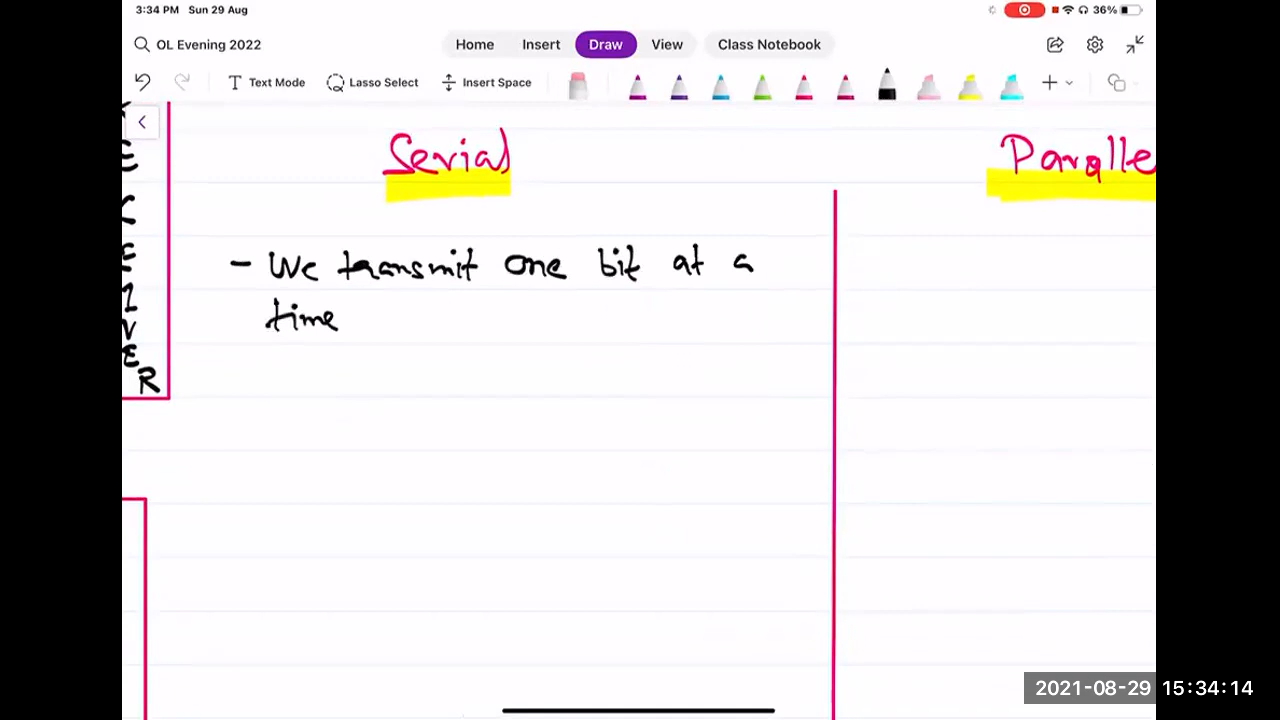 3:34 PM Sun 29 Aug
36%
OL Evening 2022
Home Insert Draw View Class Notebook
Text Mode Lasso Select Insert Space
Serial
Paralle
- We transmit one bit at a
time
E
I
V
E
R
2021-08-29 15:34:14